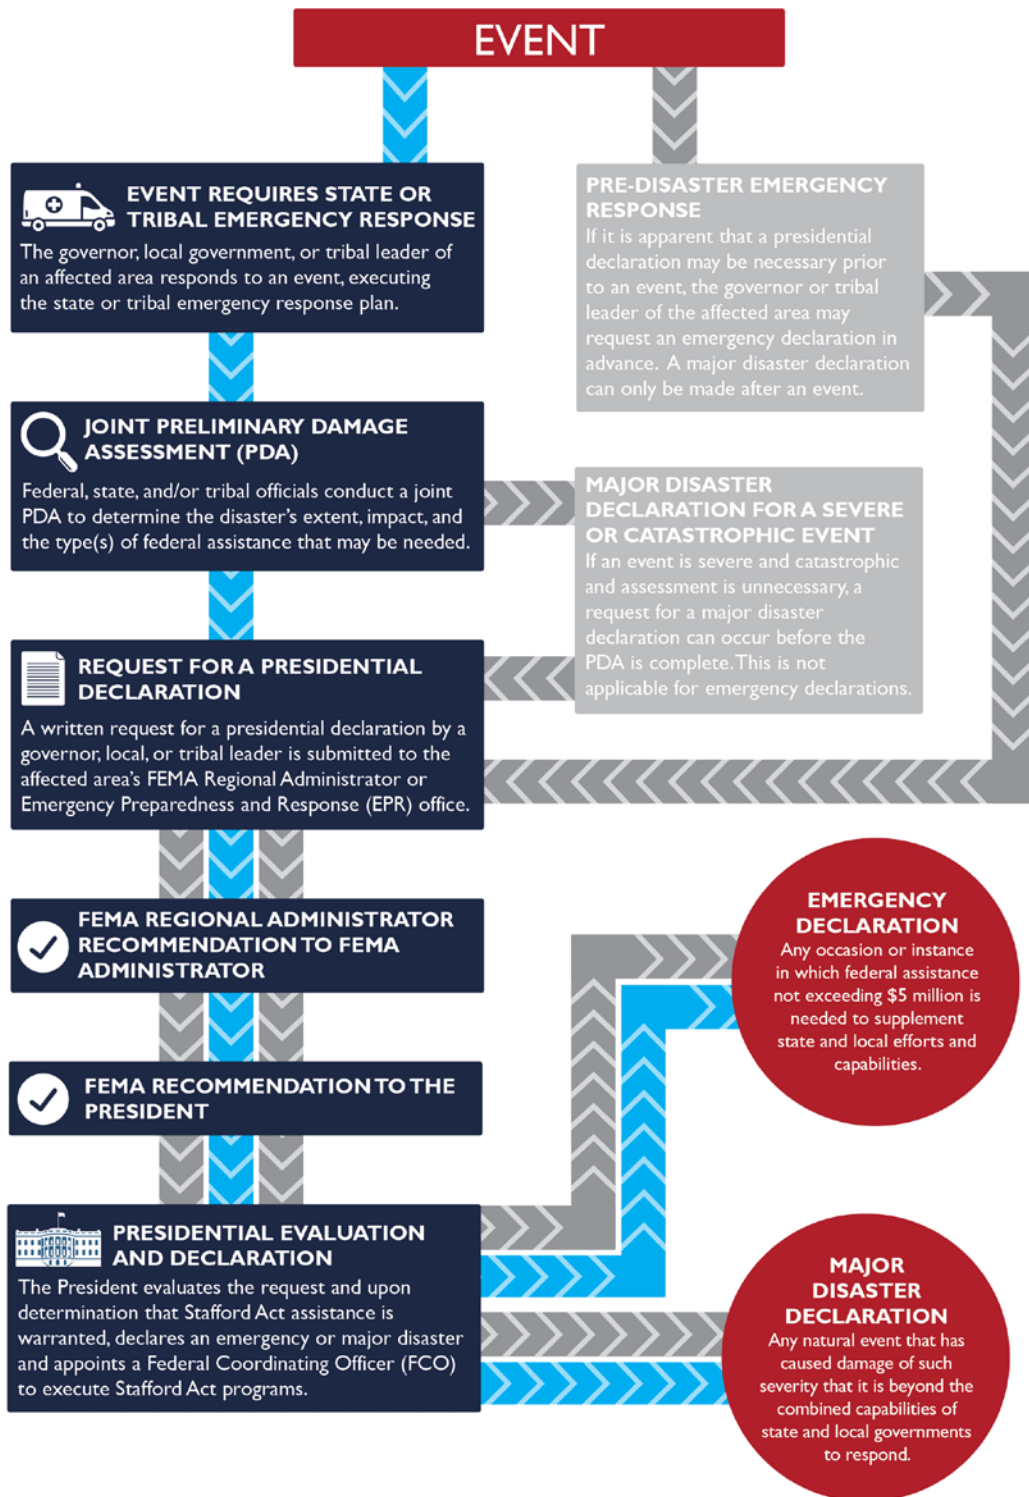 EVENT
EVENT REQUIRES STATE OR
TRIBAL EMERGENCY RESPONSE
The governor, local government, or tribal leader of
an affected area responds to an event, executing
the state or tribal emergency response plan.
PRE-DISASTER EMERGENCY
RESPONSE
If it is apparent that a presidential
declaration may be necessary prior
to an event, the governor or tribal
leader of the affected area may
request an emergency declaration in
advance. A major disaster declaration
can only be made after an event.
JOINT PRELIMINARY DAMAGE
ASSESSMENT (PDA)
Federal, state, and/or tribal officials conduct a joint
PDA to determine the disaster's extent, impact, and
the type(s) of federal assistance that may be needed.
MAJOR DISASTER
DECLARATION FOR A SEVERE
OR CATASTROPHIC EVENT
If an event is severe and catastrophic
and assessment is unnecessary, a
request for a major disaster
declaration can occur before the
PDA is complete. This is not
applicable for emergency declarations.
REQUEST FOR A PRESIDENTIAL
DECLARATION
A written request for a presidential declaration by a
governor, local, or tribal leader is submitted to the
affected area's FEMA Regional Administrator or
Emergency Preparedness and Response (EPR) office.
FEMA REGIONAL ADMINISTRATOR
RECOMMENDATION TO FEMA
ADMINISTRATOR
FEMA RECOMMENDATION TO THE
PRESIDENT
EMERGENCY
DECLARATION
Any occasion or instance
in which federal assistance
not exceeding $5 million is
needed to supplement
state and local efforts and
capabilities.
PRESIDENTIAL EVALUATION
AND DECLARATION
The President evaluates the request and upon
determination that Stafford Act assistance is
warranted, declares an emergency or major disaster
and appoints a Federal Coordinating Officer (FCO)
to execute Stafford Act programs.
MAJOR
DISASTER
DECLARATION
Any natural event that has
caused damage of such
severity that it is beyond the
combined capabilities of
state and local governments
to respond.